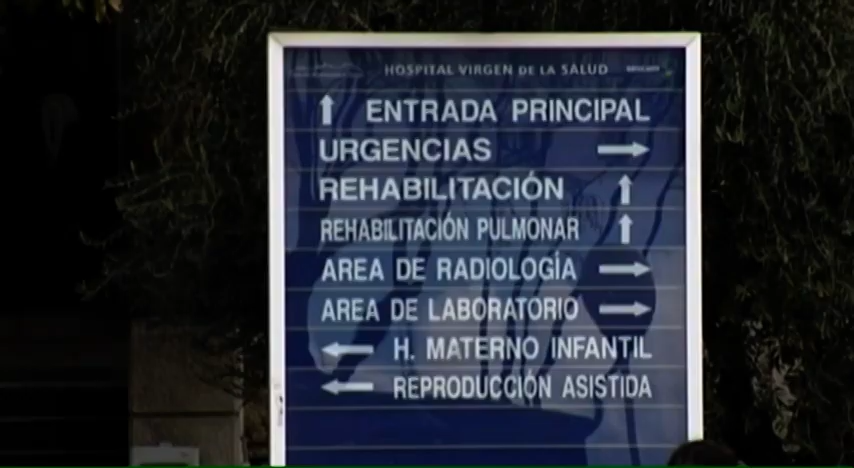 HOSPITAL VIRGEN DE LA SALUD
↑ ENTRADA PRINCIPAL
URGENCIAS →
REHABILITACIÓN ↑
REHABILITACIÓN PULMONAR ↑
AREA DE RADIOLOGÍA →
AREA DE LABORATORIO →
← H. MATERNO INFANTIL
← REPRODUCCIÓN ASISTIDA